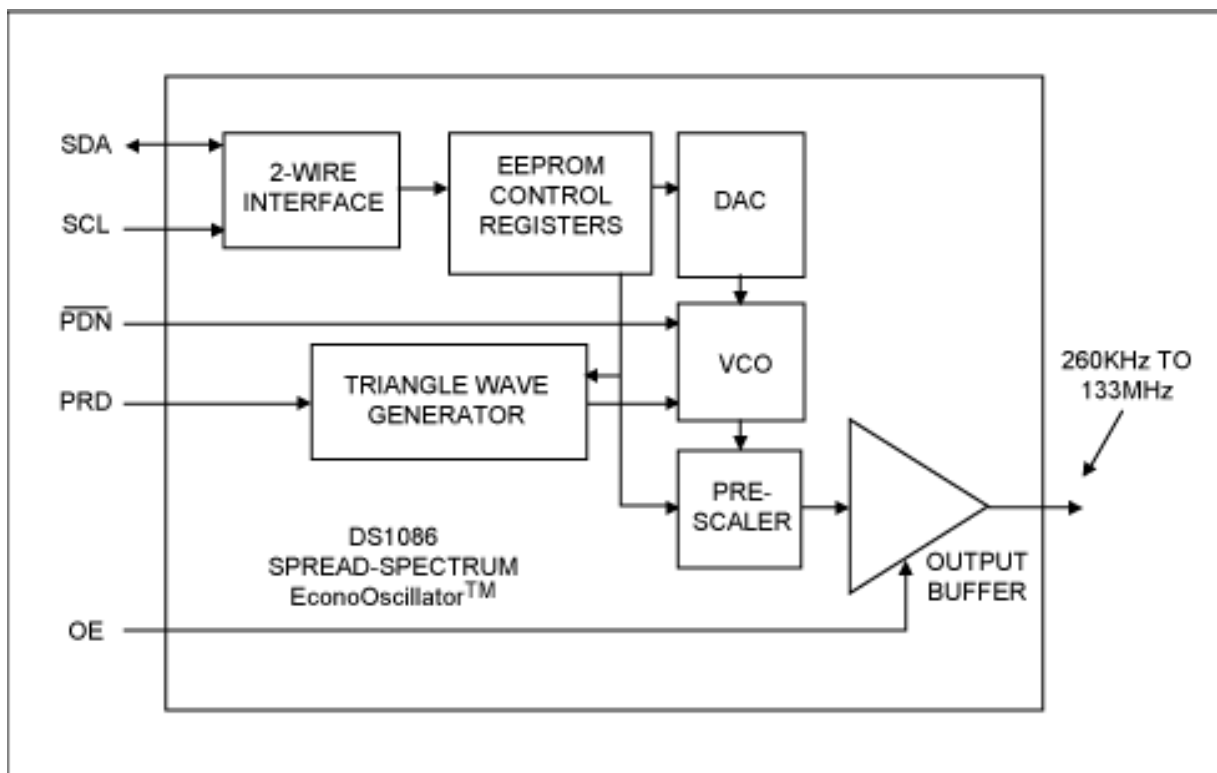 SDA
SCL
PDN
PRD
OE
2-WIRE
INTERFACE
EEPROM
CONTROL
REGISTERS
DAC
VCO
TRIANGLE WAVE
GENERATOR
PRE-
SCALER
260KHz TO
133MHz
OUTPUT
BUFFER
DS1086
SPREAD-SPECTRUM
EconoOscillator™